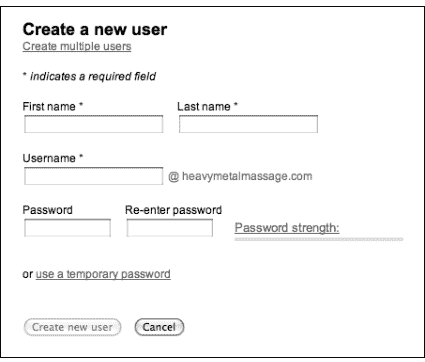 Create a new user
Create multiple users
* indicates a required field
First name * Last name *
Username *
@ heavymetalmassage.com
Password Re-enter password
Password strength:
or use a temporary password
Create new user Cancel